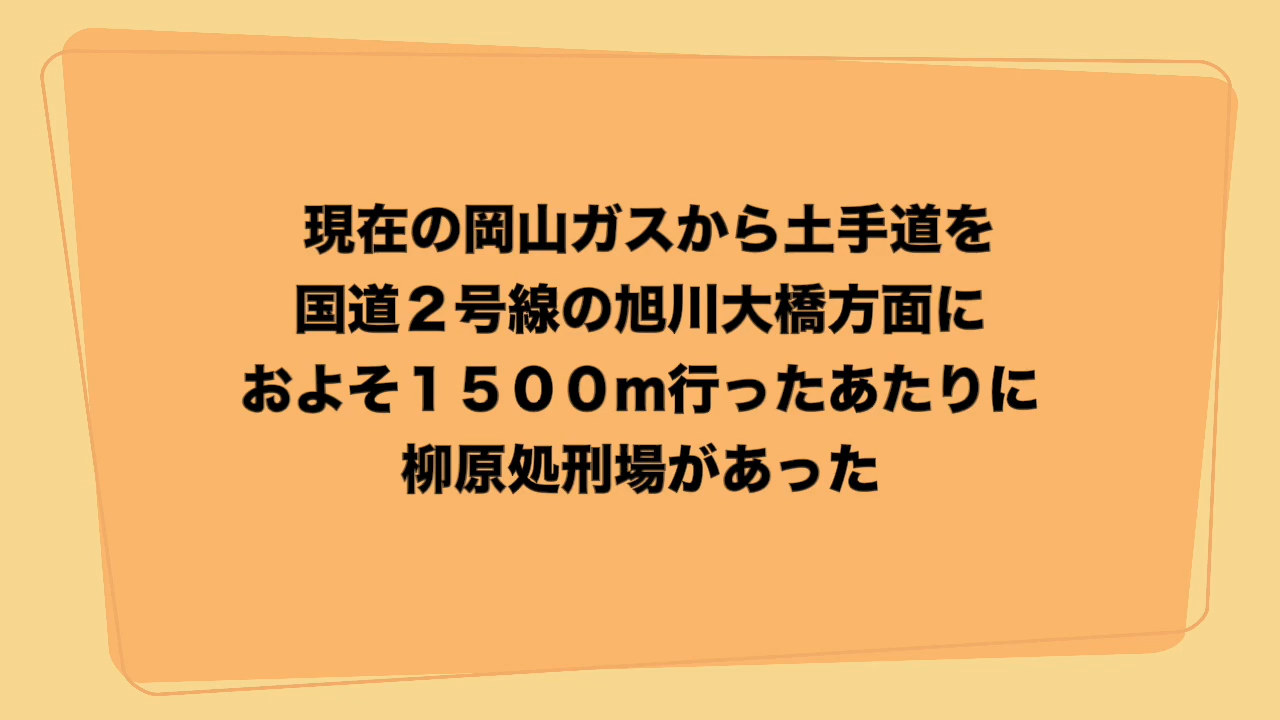 現在の岡山ガスから土手道を
国道２号線の旭川大橋方面に
およそ１５００ｍ行ったあたりに
柳原処刑場があった